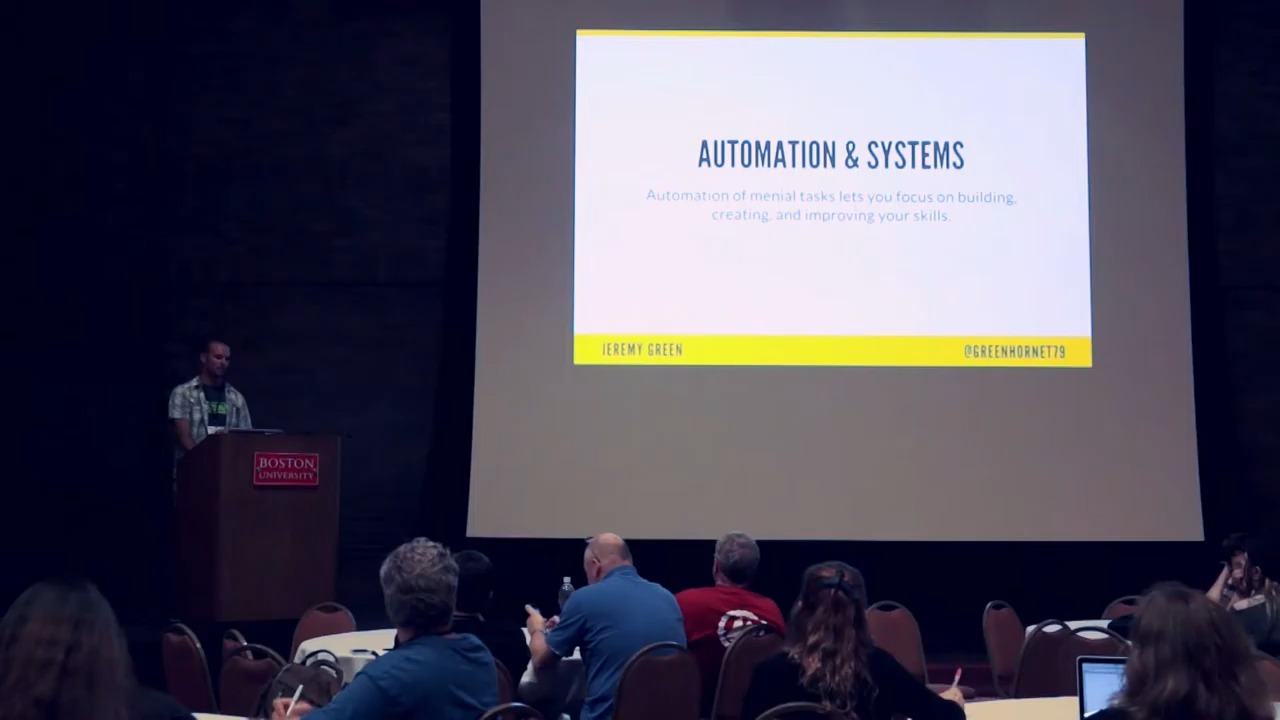 AUTOMATION & SYSTEMS
Automation of menial tasks lets you focus on building,
creating, and improving your skills.
JEREMY GREEN
@GREENHORNET79
BOSTON
UNIVERSITY